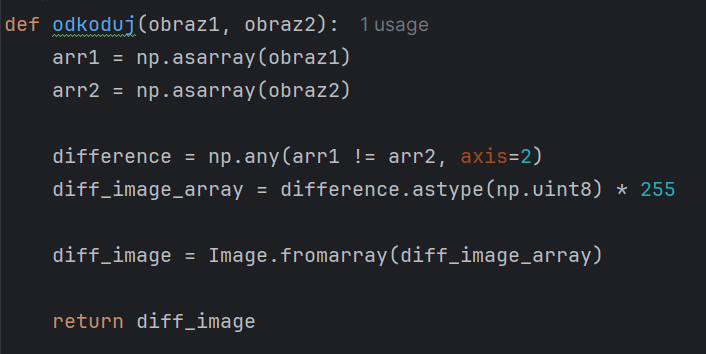 def odkoduj(obraz1, obraz2): 1 usage
    arr1 = np.asarray(obraz1)
    arr2 = np.asarray(obraz2)

    difference = np.any(arr1 != arr2, axis=2)
    diff_image_array = difference.astype(np.uint8) * 255

    diff_image = Image.fromarray(diff_image_array)

    return diff_image